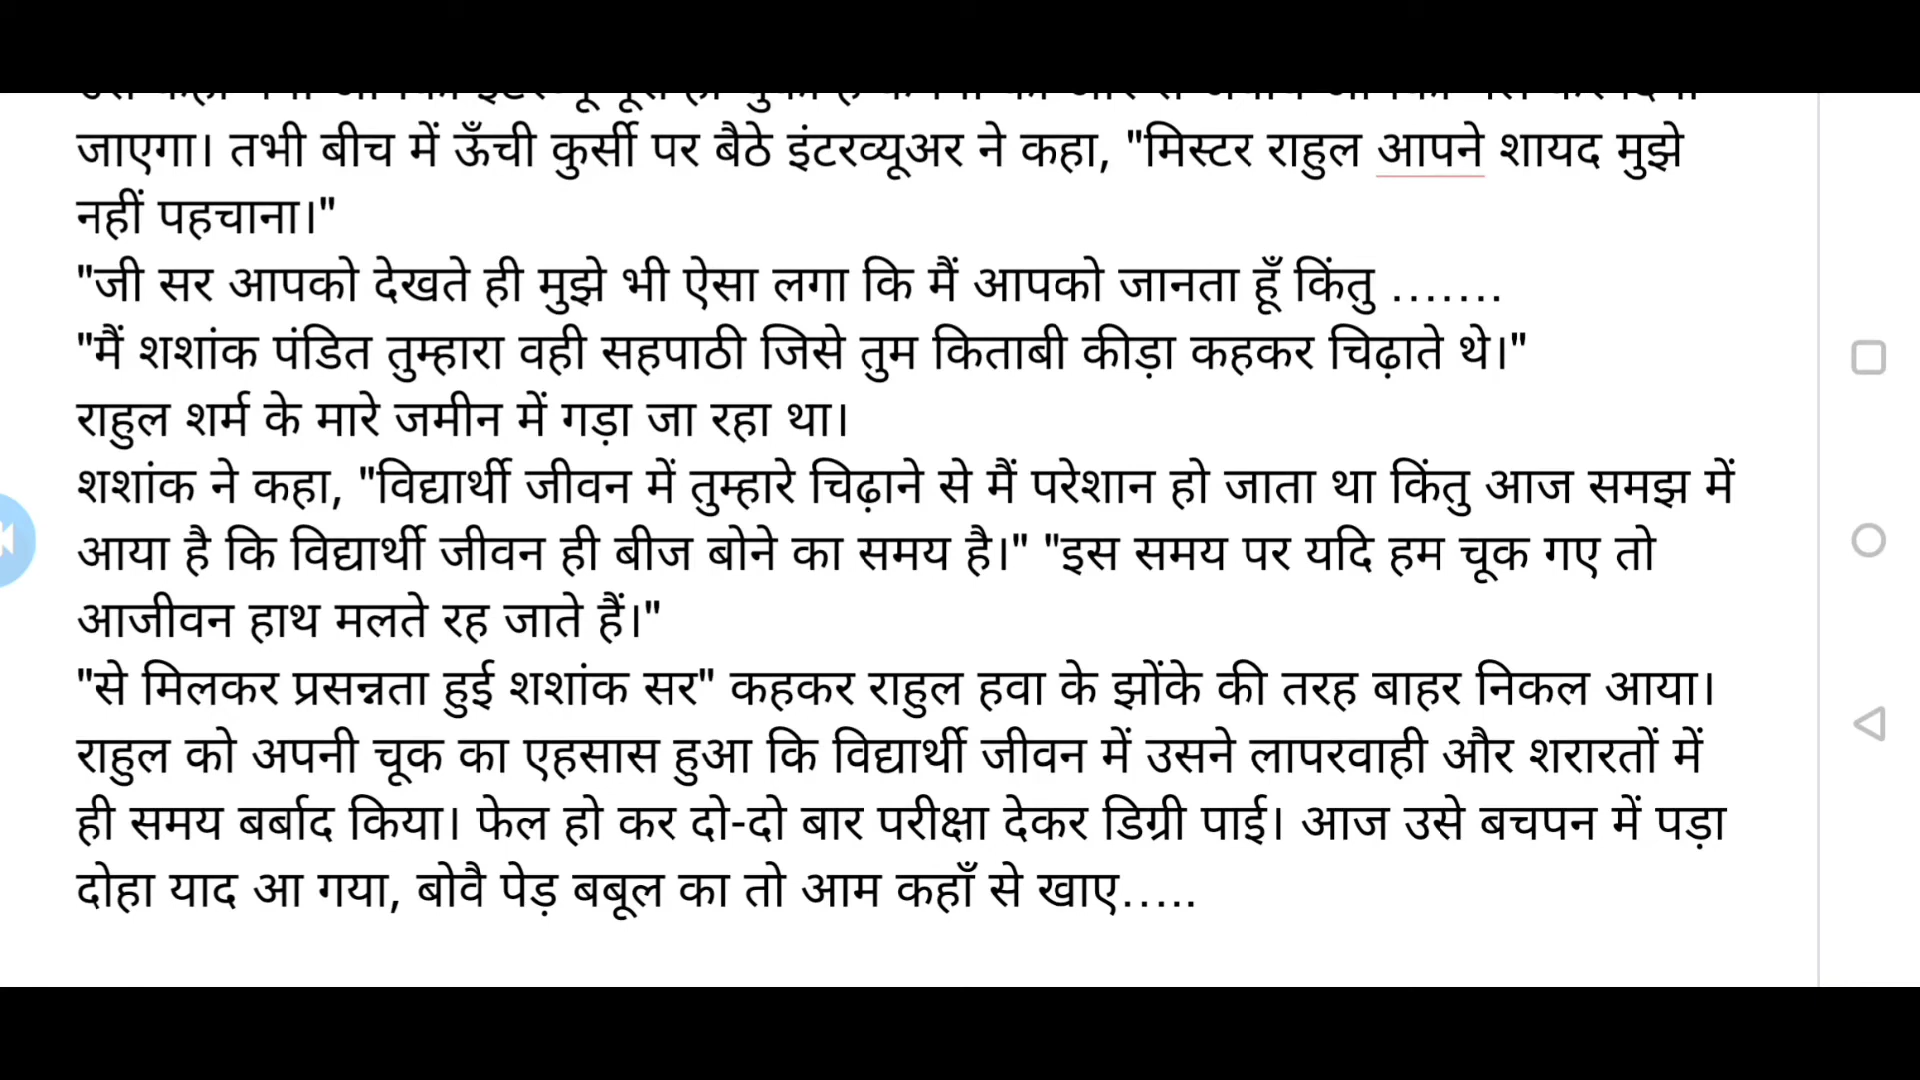 जाएगा। तभी बीच में ऊँची कुर्सी पर बैठे इंटरव्यूअर ने कहा, "मिस्टर राहुल आपने शायद मुझे
नहीं पहचाना।"
"जी सर आपको देखते ही मुझे भी ऐसा लगा कि मैं आपको जानता हूँ किंतु …….
"मैं शशांक पंडित तुम्हारा वही सहपाठी जिसे तुम किताबी कीड़ा कहकर चिढ़ाते थे।"
राहुल शर्म के मारे जमीन में गड़ा जा रहा था।
शशांक ने कहा, "विद्यार्थी जीवन में तुम्हारे चिढ़ाने से मैं परेशान हो जाता था किंतु आज समझ में
आया है कि विद्यार्थी जीवन ही बीज बोने का समय है।" "इस समय पर यदि हम चूक गए तो
आजीवन हाथ मलते रह जाते हैं।"
"से मिलकर प्रसन्नता हुई शशांक सर" कहकर राहुल हवा के झोंके की तरह बाहर निकल आया।
राहुल को अपनी चूक का एहसास हुआ कि विद्यार्थी जीवन में उसने लापरवाही और शरारतों में
ही समय बर्बाद किया। फेल हो कर दो-दो बार परीक्षा देकर डिग्री पाई। आज उसे बचपन में पड़ा
दोहा याद आ गया, बोवै पेड़ बबूल का तो आम कहाँ से खाए…..